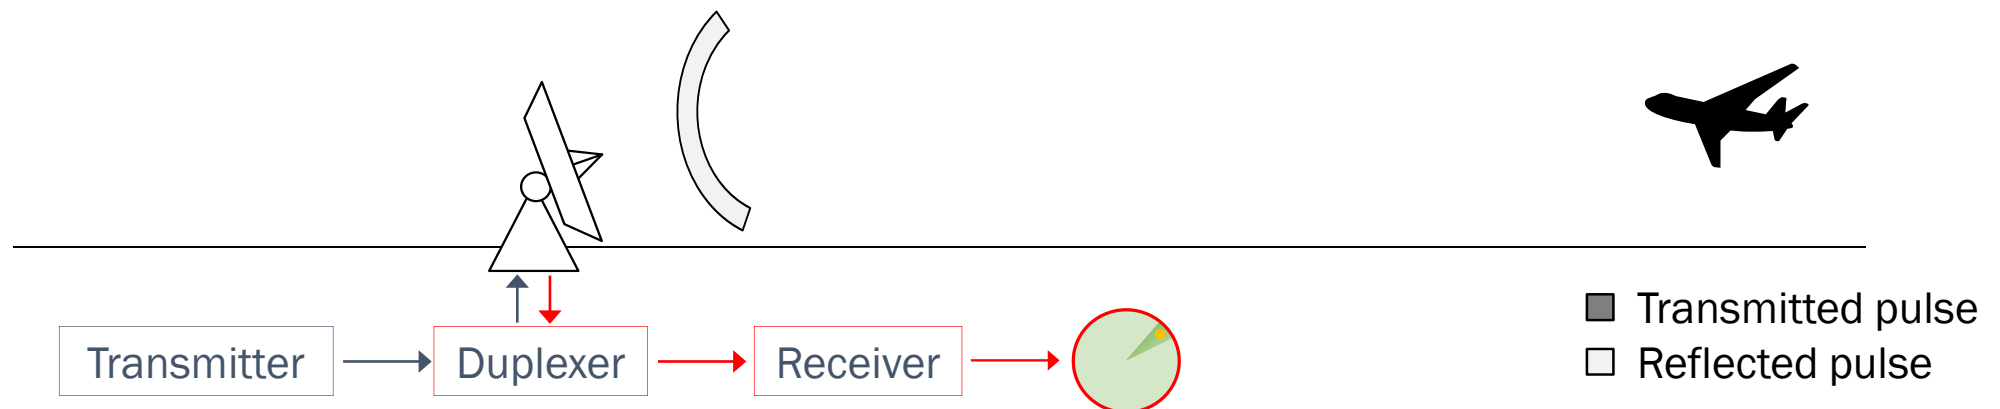 Transmitter
Duplexer
Receiver
Transmitted pulse
Reflected pulse